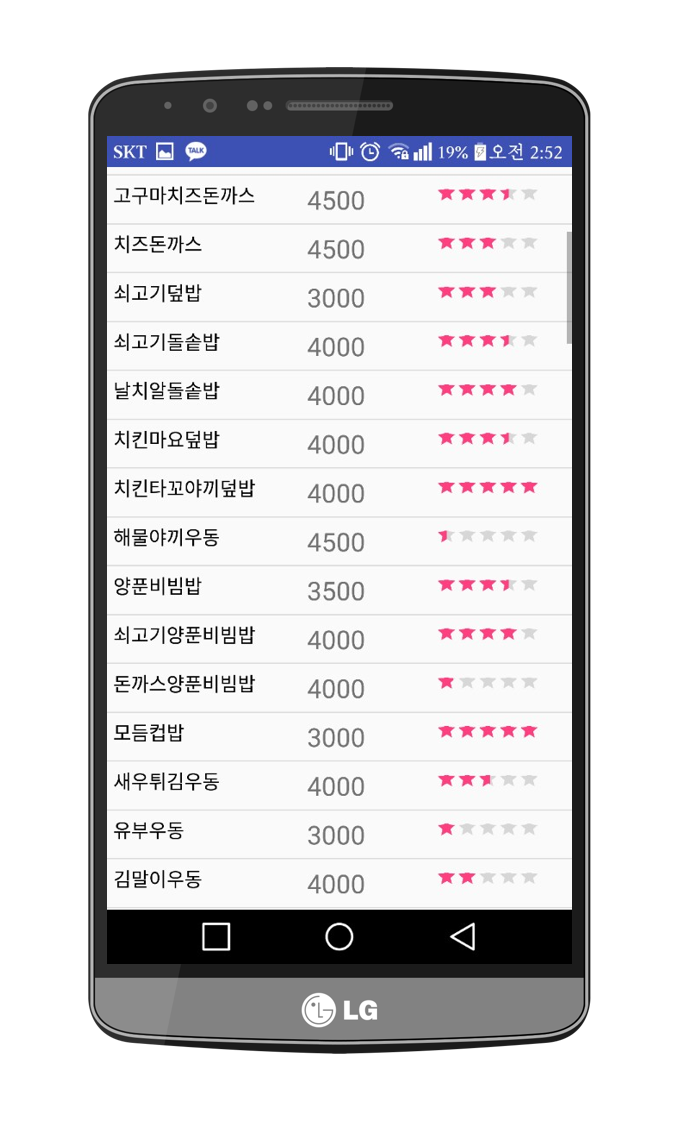 SKT TALK 19% 오전 2:52
고구마치즈돈까스 4500
치즈돈까스 4500
쇠고기덮밥 3000
쇠고기돌솥밥 4000
날치알돌솥밥 4000
치킨마요덮밥 4000
치킨타꼬야끼덮밥 4000
해물야끼우동 4500
양푼비빔밥 3500
쇠고기양푼비빔밥 4000
돈까스양푼비빔밥 4000
모듬컵밥 3000
새우튀김우동 4000
유부우동 3000
김말이우동 4000
LG